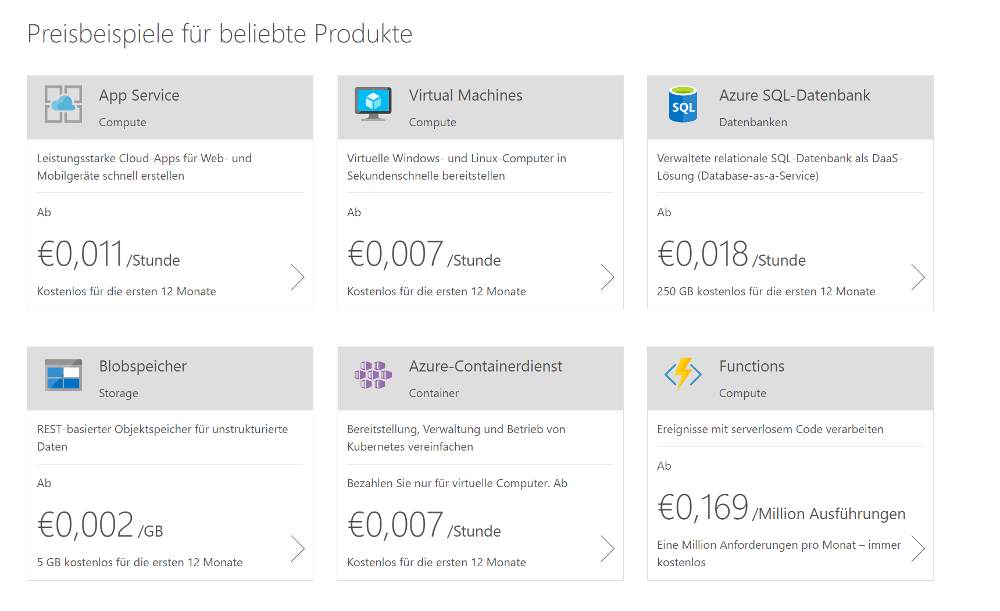 Preisbeispiele für beliebte Produkte
App Service
Compute
Leistungsstarke Cloud-Apps für Web- und
Mobilgeräte schnell erstellen
Ab
€0,011 /Stunde
Kostenlos für die ersten 12 Monate
Virtual Machines
Compute
Virtuelle Windows- und Linux-Computer in
Sekundenschnelle bereitstellen
Ab
€0,007 /Stunde
Kostenlos für die ersten 12 Monate
SQL
Azure SQL-Datenbank
Datenbanken
Verwaltete relationale SQL-Datenbank als DaaS-
Lösung (Database-as-a-Service)
Ab
€0,018 /Stunde
250 GB kostenlos für die ersten 12 Monate
Blobspeicher
Storage
REST-basierter Objektspeicher für unstrukturierte
Daten
Ab
€0,002 /GB
5 GB kostenlos für die ersten 12 Monate
Azure-Containerdienst
Container
Bereitstellung, Verwaltung und Betrieb von
Kubernetes vereinfachen
Bezahlen Sie nur für virtuelle Computer. Ab
€0,007 /Stunde
Kostenlos für die ersten 12 Monate
Functions
Compute
Ereignisse mit serverlosem Code verarbeiten
Ab
€0,169 /Million Ausführungen
Eine Million Anforderungen pro Monat – immer
kostenlos